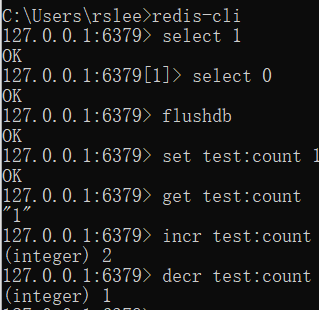 C:\Users\rslee>redis-cli
127.0.0.1:6379> select 1
OK
127.0.0.1:6379[1]> select 0
OK
127.0.0.1:6379> flushdb
OK
127.0.0.1:6379> set test:count 1
OK
127.0.0.1:6379> get test:count
"1"
127.0.0.1:6379> incr test:count
(integer) 2
127.0.0.1:6379> decr test:count
(integer) 1